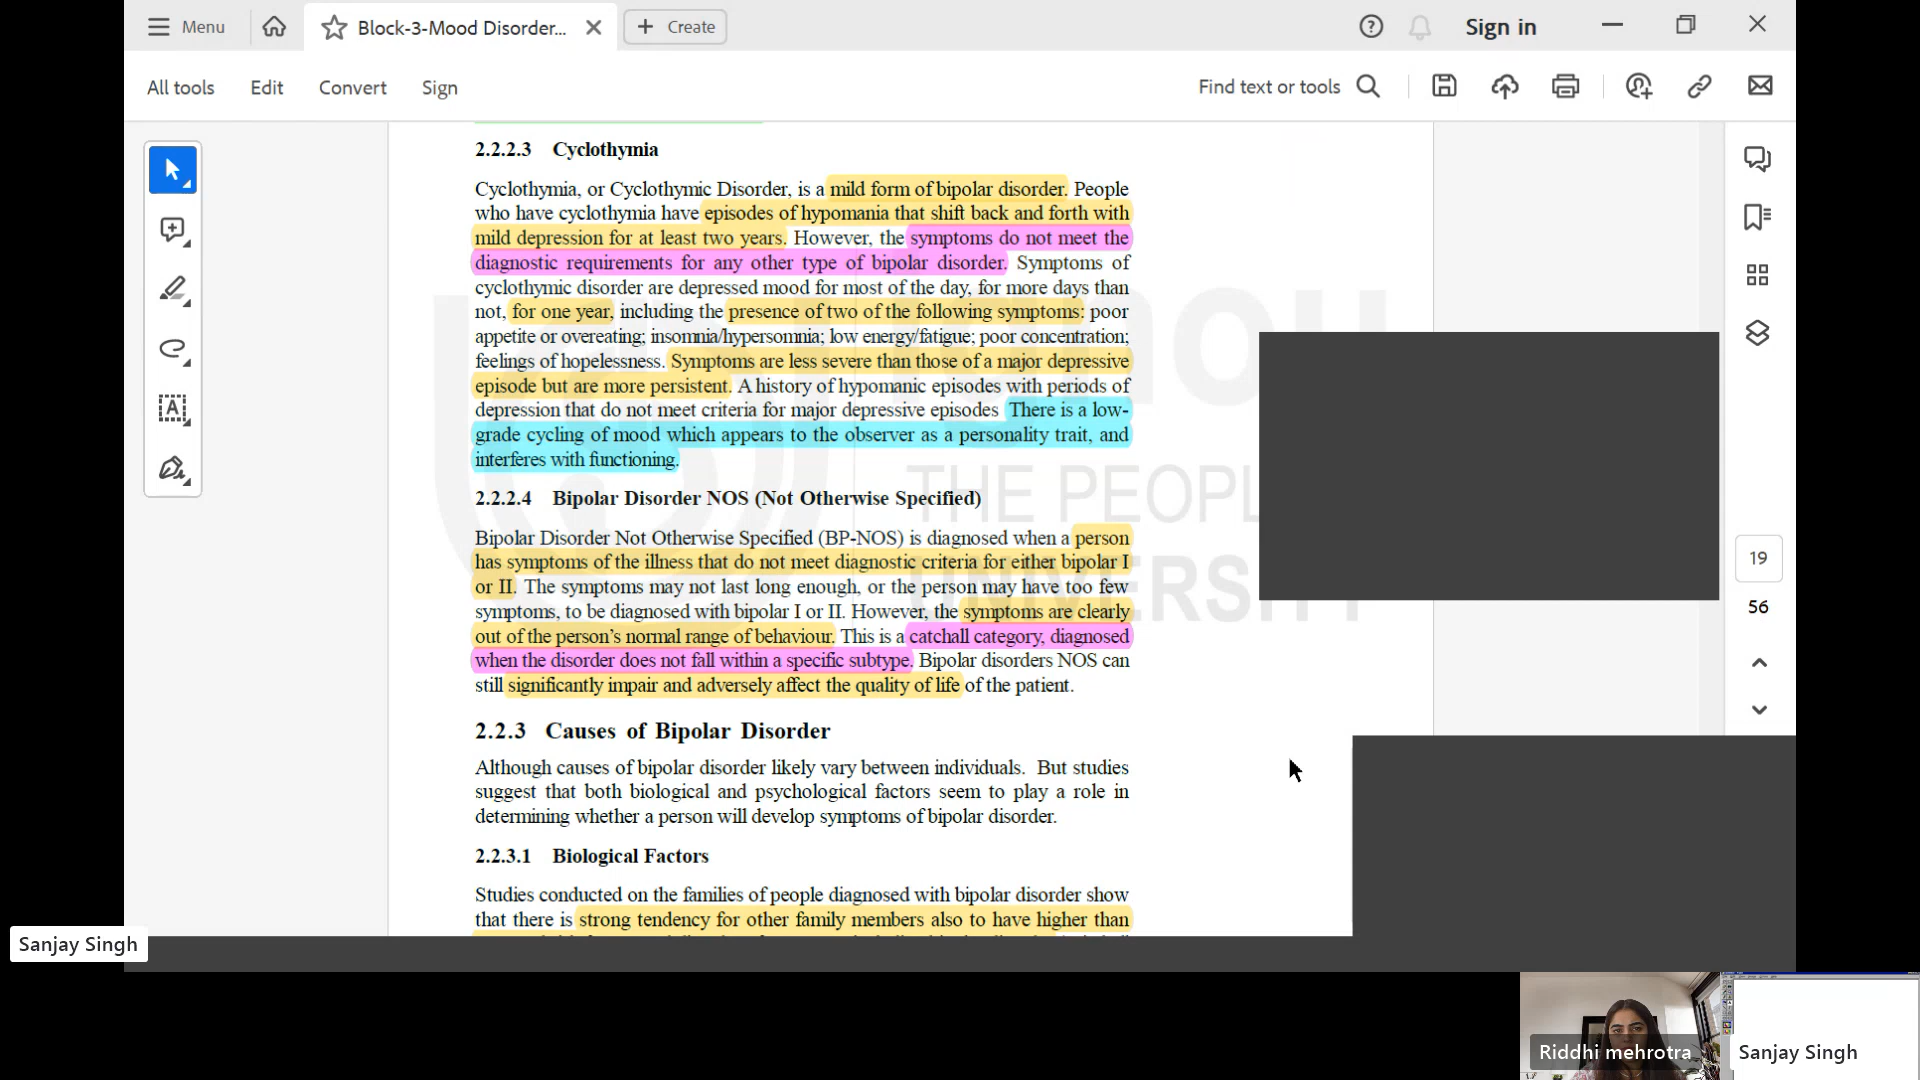 Menu
Block-3-Mood Disorder...
Create
Sign in
All tools
Edit
Convert
Sign
Find text or tools
2.2.2.3 Cyclothymia
Cyclothymia, or Cyclothymic Disorder, is a mild form of bipolar disorder. People
who have cyclothymia have episodes of hypomania that shift back and forth with
mild depression for at least two years. However, the symptoms do not meet the
diagnostic requirements for any other type of bipolar disorder. Symptoms of
cyclothymic disorder are depressed mood for most of the day, for more days than
not, for one year, including the presence of two of the following symptoms: poor
appetite or overeating; insomnia/hypersomnia; low energy/fatigue; poor concentration;
feelings of hopelessness. Symptoms are less severe than those of a major depressive
episode but are more persistent. A history of hypomanic episodes with periods of
depression that do not meet criteria for major depressive episodes There is a low-
grade cycling of mood which appears to the observer as a personality trait, and
interferes with functioning.
2.2.2.4 Bipolar Disorder NOS (Not Otherwise Specified)
Bipolar Disorder Not Otherwise Specified (BP-NOS) is diagnosed when a person
has symptoms of the illness that do not meet diagnostic criteria for either bipolar I
or II. The symptoms may not last long enough, or the person may have too few
symptoms, to be diagnosed with bipolar I or II. However, the symptoms are clearly
out of the person's normal range of behaviour. This is a catchall category, diagnosed
when the disorder does not fall within a specific subtype. Bipolar disorders NOS can
still significantly impair and adversely affect the quality of life of the patient.
2.2.3 Causes of Bipolar Disorder
Although causes of bipolar disorder likely vary between individuals. But studies
suggest that both biological and psychological factors seem to play a role in
determining whether a person will develop symptoms of bipolar disorder.
2.2.3.1 Biological Factors
Studies conducted on the families of people diagnosed with bipolar disorder show
that there is strong tendency for other family members also to have higher than
THE PEOPL
UNIVERSITY
19
56
Sanjay Singh
Riddhi mehrotra
Sanjay Singh